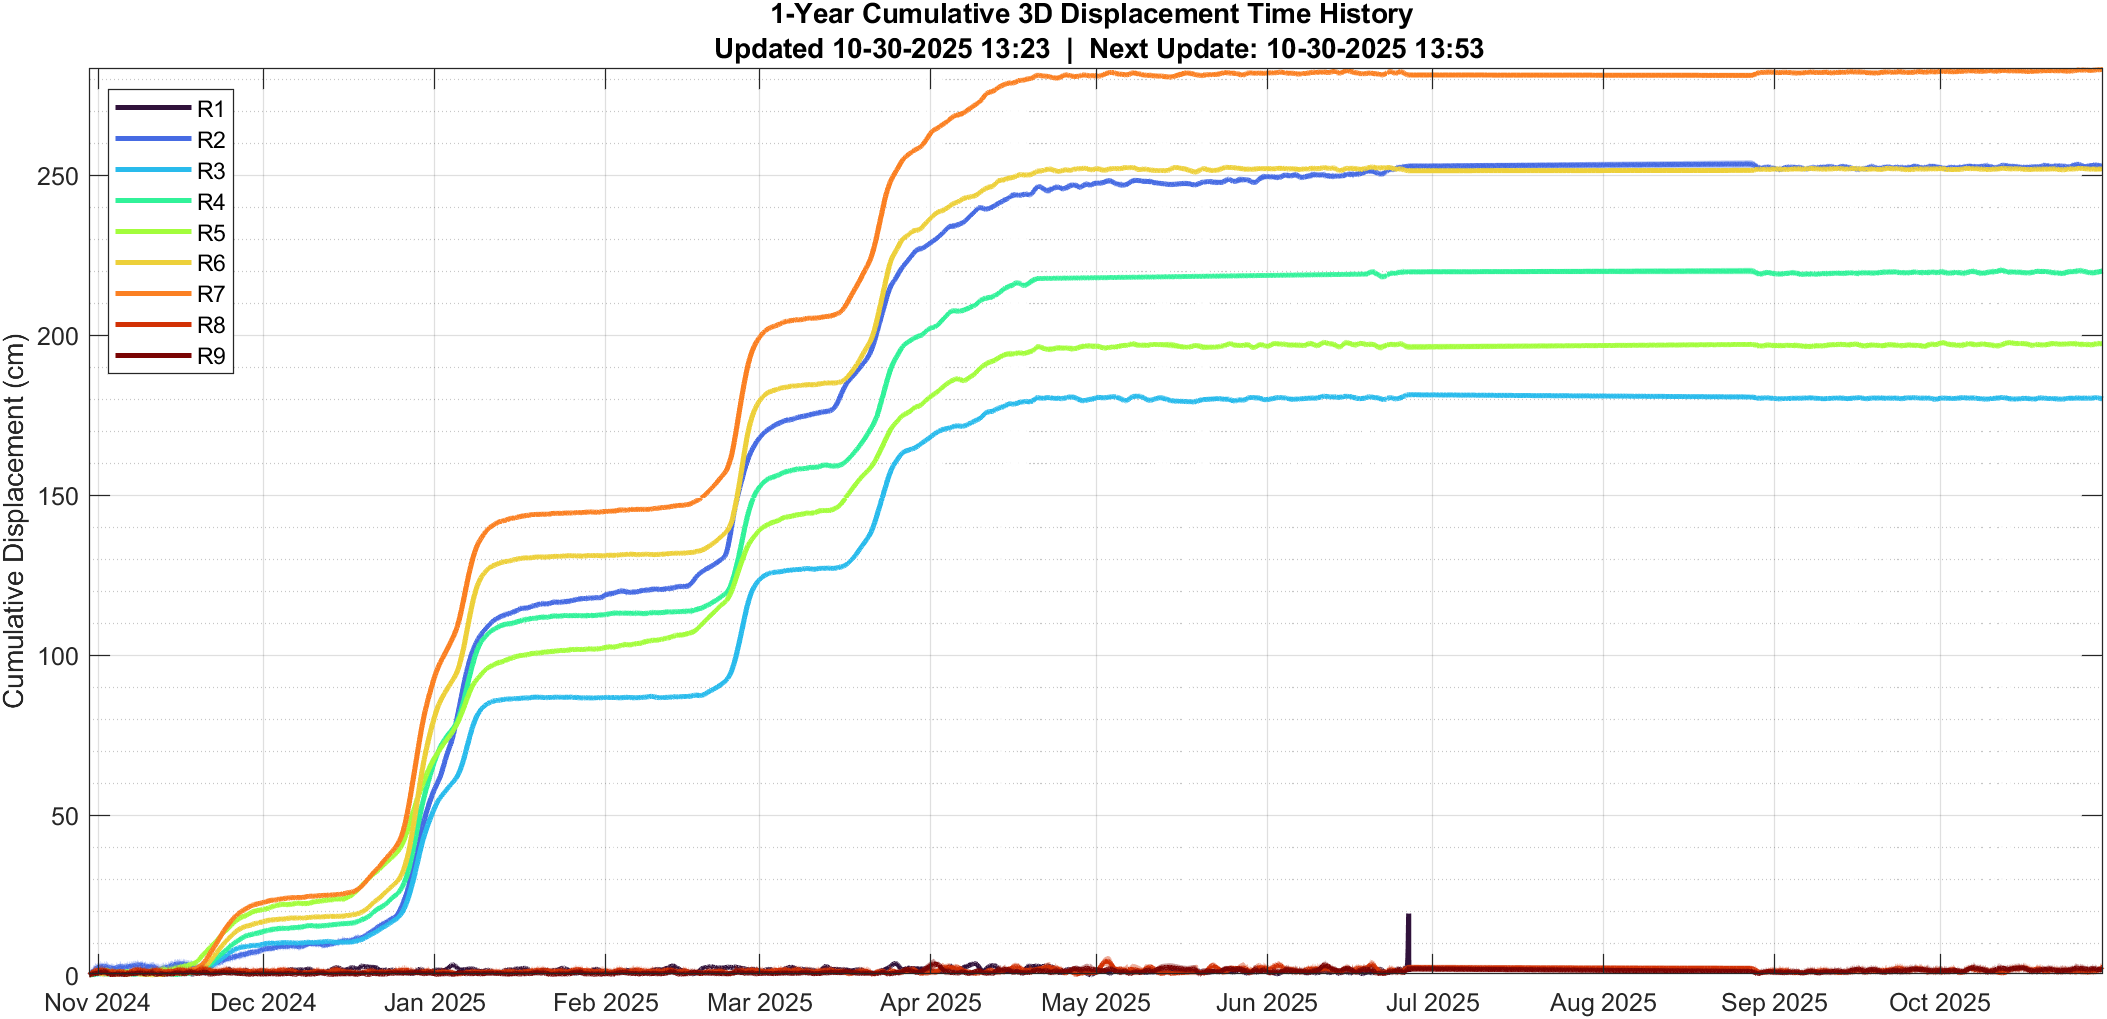 1-Year Cumulative 3D Displacement Time History
Updated 10-30-2025 13:23 | Next Update: 10-30-2025 13:53
Cumulative Displacement (cm)
250
200
150
100
50
0
R1
R2
R3
R4
R5
R6
R7
R8
R9
Nov 2024 Dec 2024 Jan 2025 Feb 2025 Mar 2025 Apr 2025 May 2025 Jun 2025 Jul 2025 Aug 2025 Sep 2025 Oct 2025